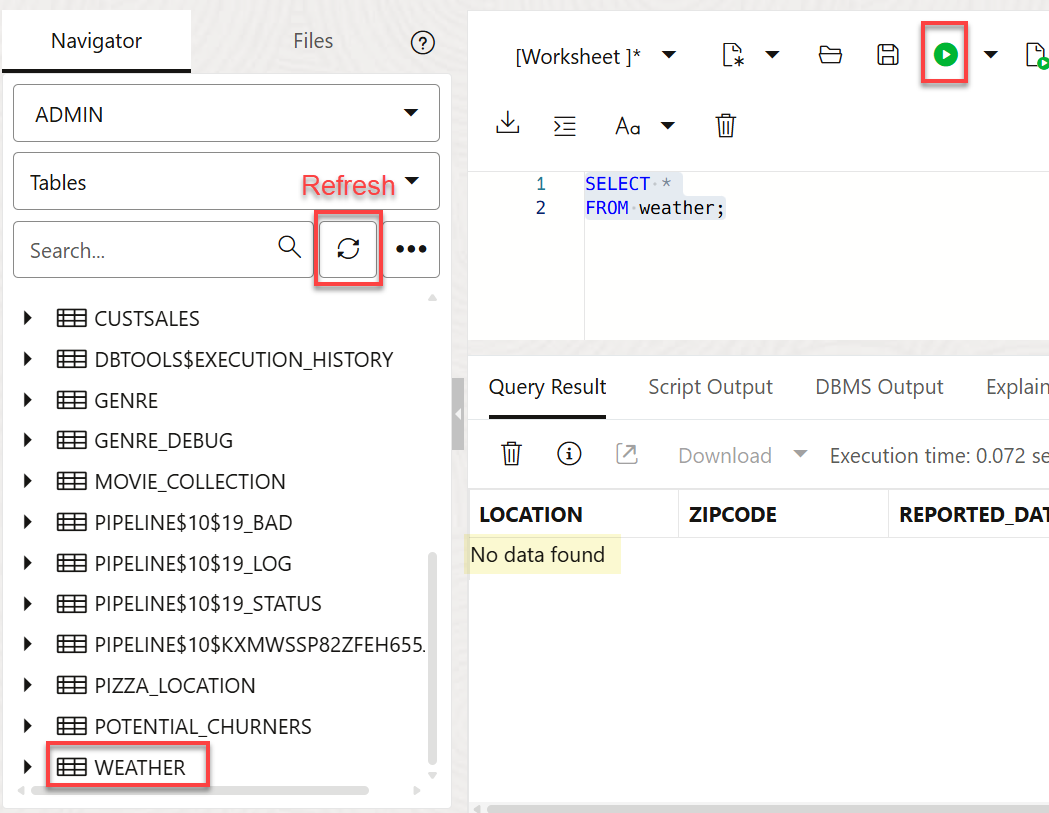 Navigator
Files
ADMIN
Tables
Refresh
Search...
CUSTSALES
DBTOOLS$EXECUTION_HISTORY
GENRE
GENRE_DEBUG
MOVIE_COLLECTION
PIPELINE$10$19_BAD
PIPELINE$10$19_LOG
PIPELINE$10$19_STATUS
PIPELINE$10$KXMWSSP82ZFEH655.
PIZZA_LOCATION
POTENTIAL_CHURNERS
WEATHER
[Worksheet ]*
Aa
1 SELECT *
2 FROM weather;
Query Result Script Output DBMS Output Explain
Download Execution time: 0.072 se
LOCATION ZIPCODE REPORTED_DAT
No data found